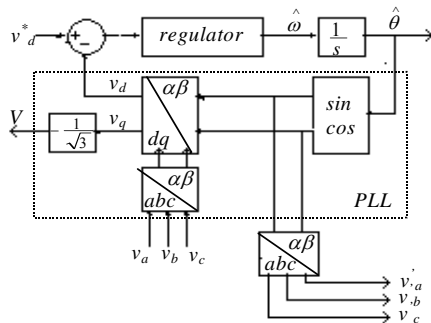 v*d
+
−
regulator
ω̂
1
s
θ̂
vd
αβ
sin
cos
V
vq
1
√3
dq
αβ
abc
PLL
va
vb
vc
αβ
abc
v'a
v'b
v'c